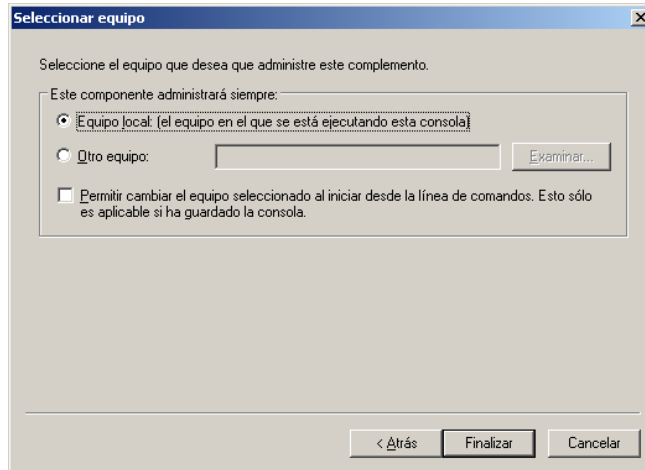 Seleccionar equipo
Seleccione el equipo que desea que administre este complemento.
Este componente administrará siempre:
Equipo local: (el equipo en el que se está ejecutando esta consola)
Otro equipo:
Examinar...
Permitir cambiar el equipo seleccionado al iniciar desde la línea de comandos. Esto sólo
es aplicable si ha guardado la consola.
< Atrás
Finalizar
Cancelar